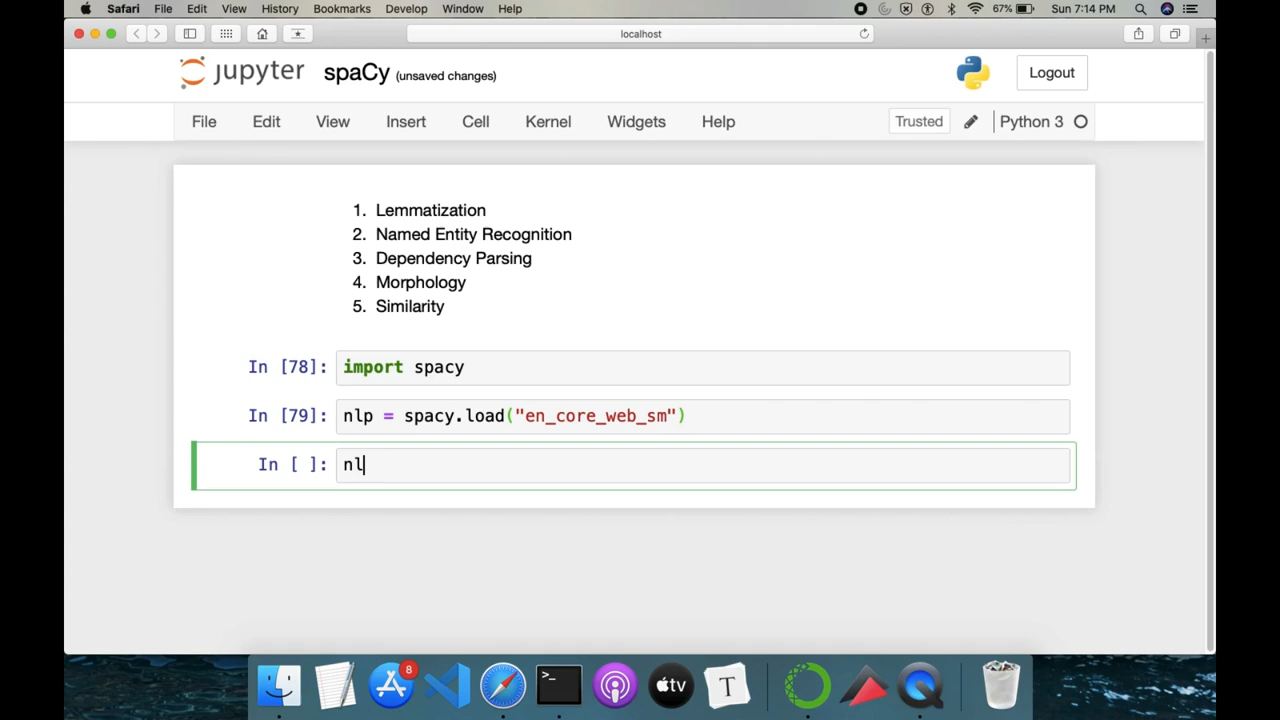 Safari File Edit View History Bookmarks Develop Window Help 67% Sun 7:14 PM
localhost
jupyter spaCy (unsaved changes) Logout
File Edit View Insert Cell Kernel Widgets Help Trusted Python 3
1. Lemmatization
2. Named Entity Recognition
3. Dependency Parsing
4. Morphology
5. Similarity
In [78]: import spacy
In [79]: nlp = spacy.load("en_core_web_sm")
In [ ]: nl
8
>_
tv
T